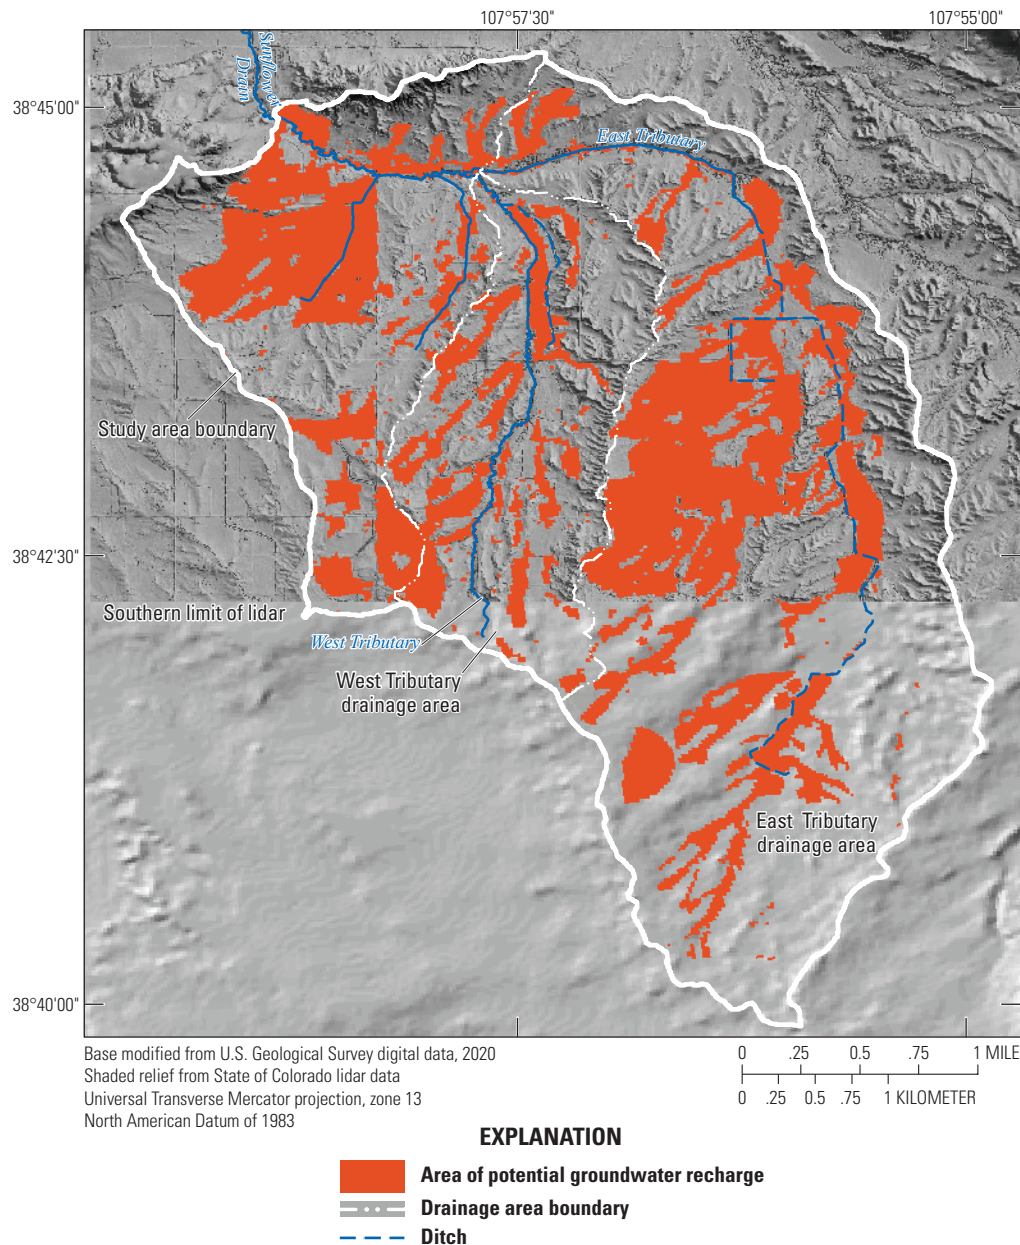 107°57'30"
107°55'00"
Sunflower
Drain
38°45'00"
East Tributary
Study area boundary
38°42'30"
Southern limit of lidar
West Tributary
West Tributary
drainage area
East Tributary
drainage area
38°40'00"
Base modified from U.S. Geological Survey digital data, 2020
Shaded relief from State of Colorado lidar data
Universal Transverse Mercator projection, zone 13
North American Datum of 1983
0 .25 0.5 .75 1 MILE
0 .25 0.5 .75 1 KILOMETER
EXPLANATION
Area of potential groundwater recharge
Drainage area boundary
Ditch